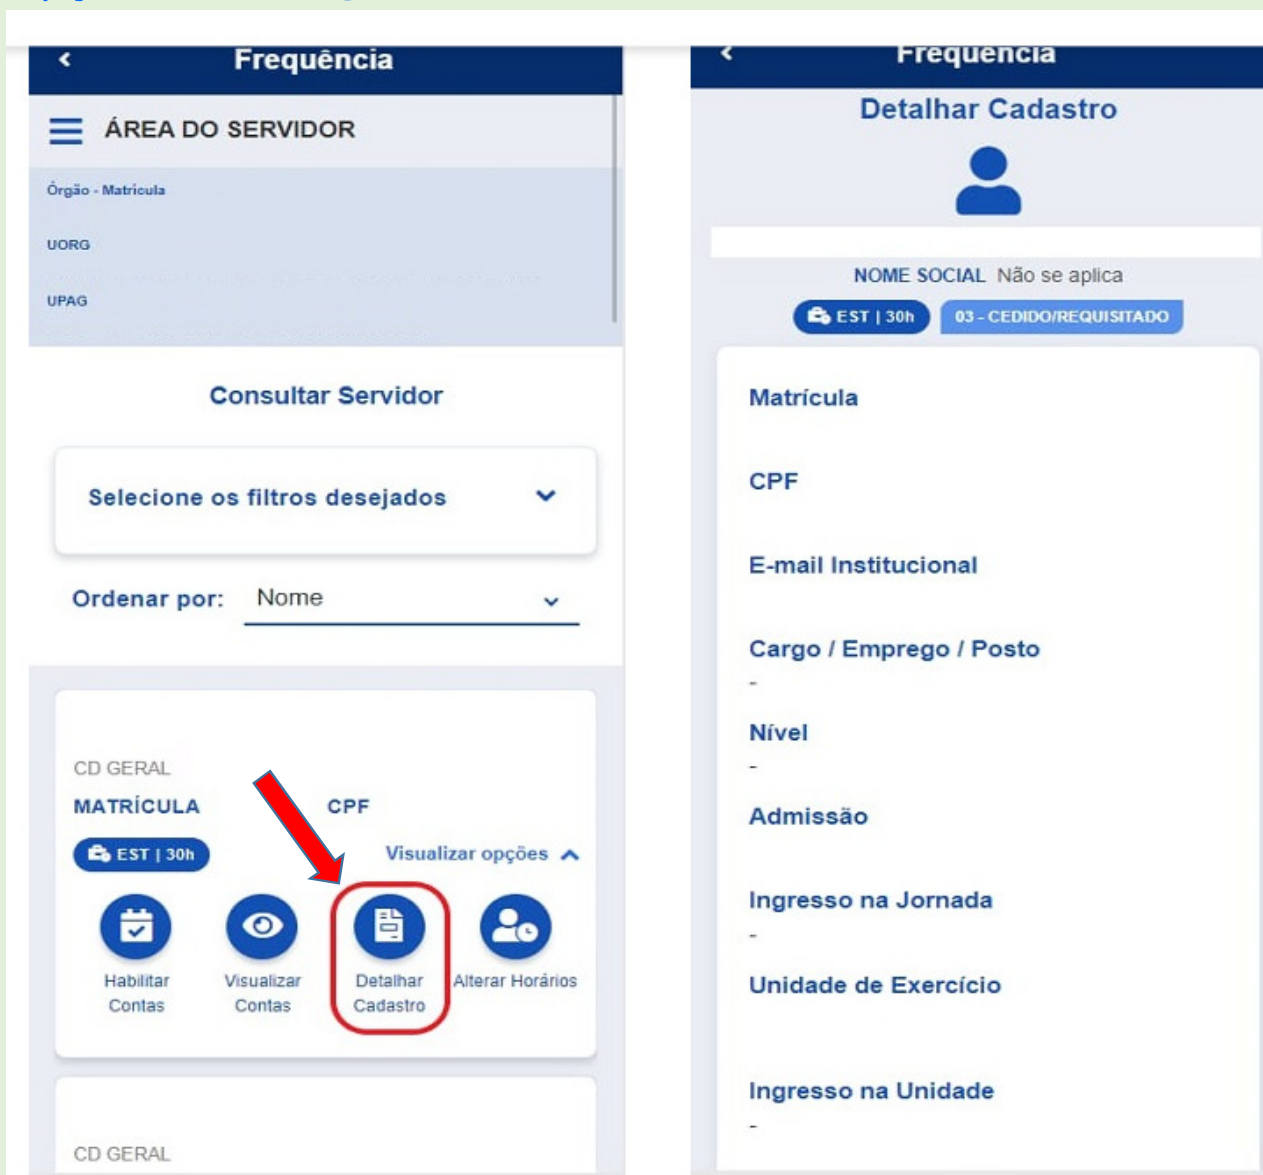 Frequência
ÁREA DO SERVIDOR
Órgão - Matrícula
UORG
UPAG
Consultar Servidor
Selecione os filtros desejados
Ordenar por: Nome
CD GERAL
MATRÍCULA CPF
EST | 30h Visualizar opções
Habilitar Contas
Visualizar Contas
Detalhar Cadastro
Alterar Horários
CD GERAL
Frequência
Detalhar Cadastro
NOME SOCIAL Não se aplica
EST | 30h 03 - CEDIDO/REQUISITADO
Matrícula
CPF
E-mail Institucional
Cargo / Emprego / Posto
-
Nível
-
Admissão
Ingresso na Jornada
-
Unidade de Exercício
Ingresso na Unidade
-